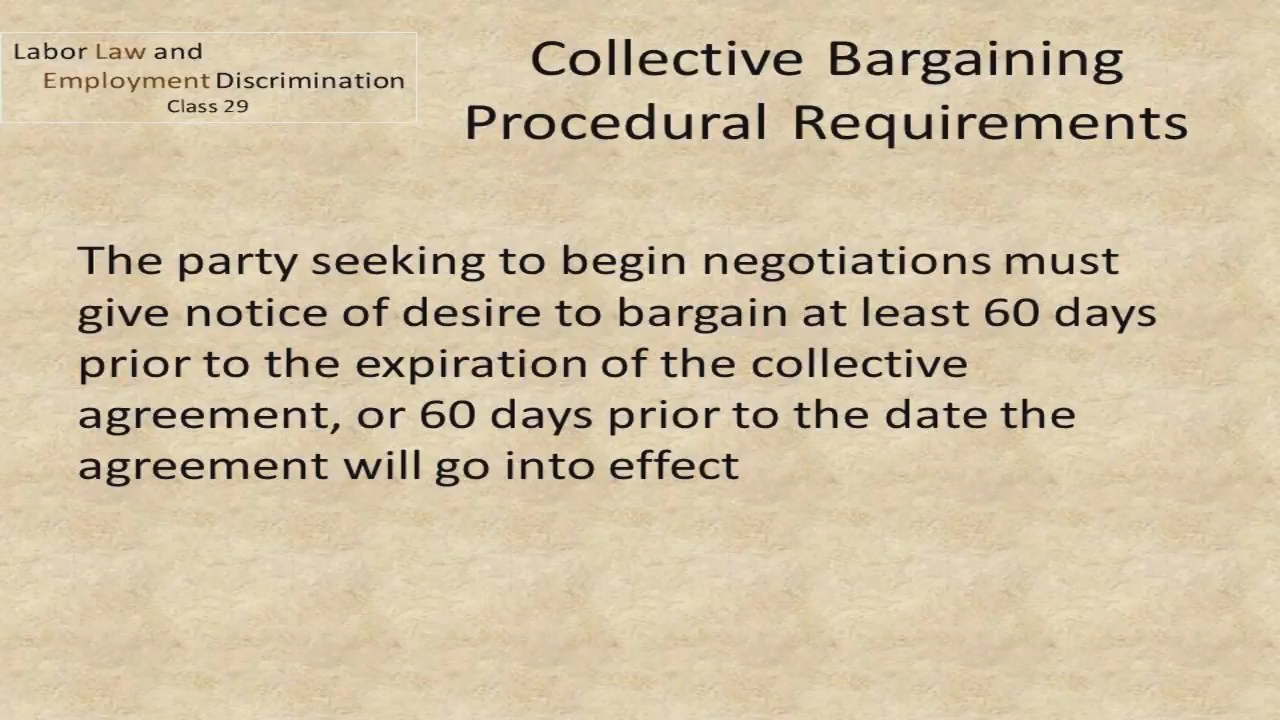 Labor Law and
Employment Discrimination
Class 29
Collective Bargaining
Procedural Requirements
The party seeking to begin negotiations must
give notice of desire to bargain at least 60 days
prior to the expiration of the collective
agreement, or 60 days prior to the date the
agreement will go into effect